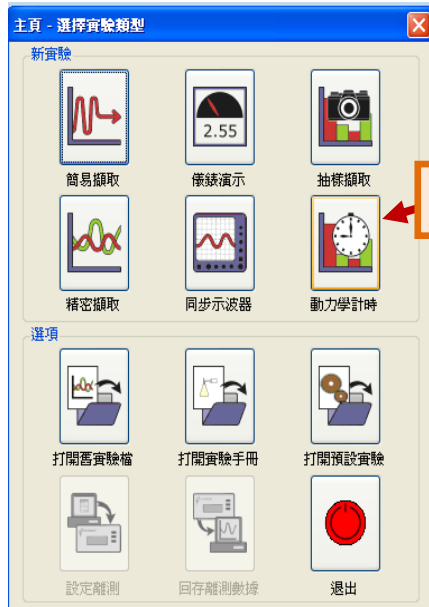 主頁 - 選擇實驗類型
新實驗
2.55
簡易擷取 儀錶演示 抽樣擷取
精密擷取 同步示波器 動力學計時
選項
打開舊實驗檔 打開實驗手冊 打開預設實驗
設定離測 回存離測數據 退出